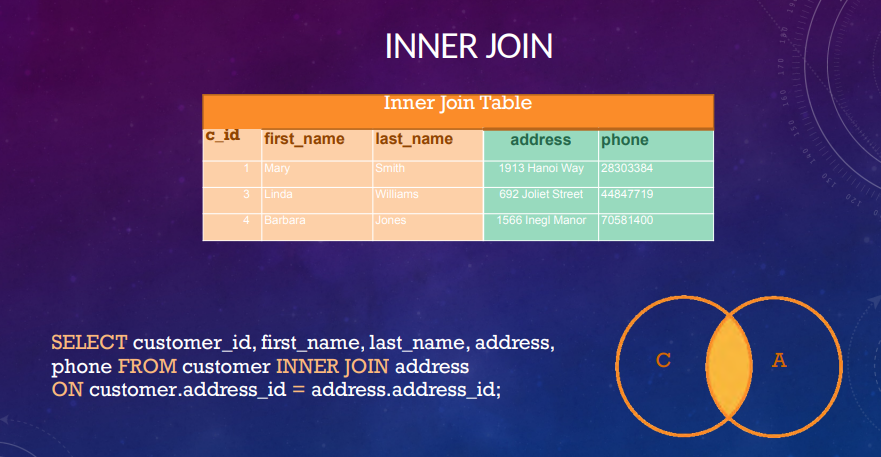 INNER JOIN
Inner Join Table
c_id first_name last_name address phone
1 Mary Smith 1913 Hanoi Way 28303384
3 Linda Williams 692 Joliet Street 44847719
4 Barbara Jones 1566 Inegl Manor 70581400
SELECT customer_id, first_name, last_name, address,
phone FROM customer INNER JOIN address
ON customer.address_id = address.address_id;
C A